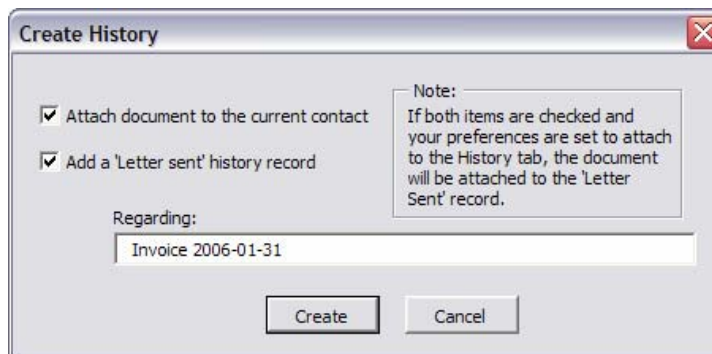 Create History
Attach document to the current contact
Add a 'Letter sent' history record
Note:
If both items are checked and
your preferences are set to attach
to the History tab, the document
will be attached to the 'Letter
Sent' record.
Regarding:
Invoice 2006-01-31
Create
Cancel